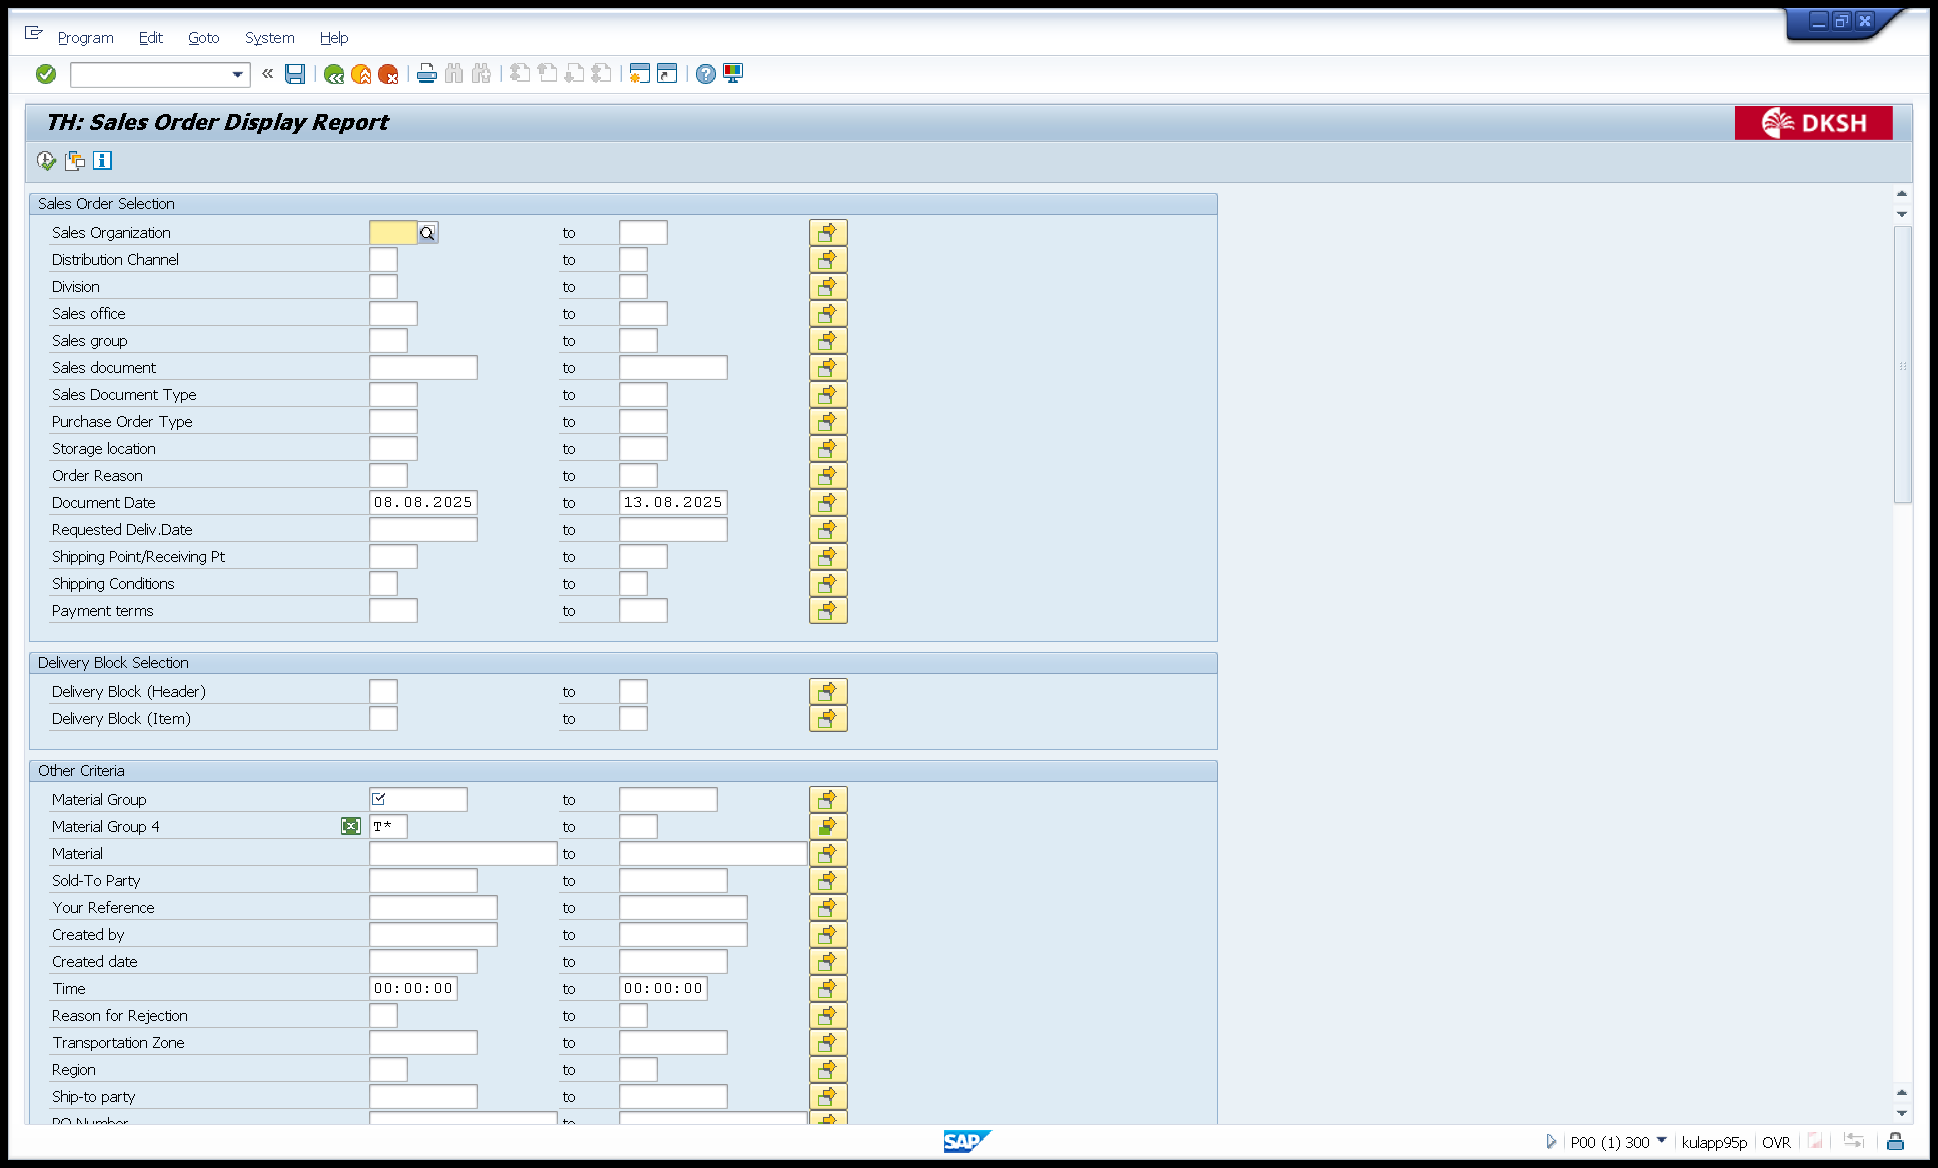 Program Edit Goto System Help
TH: Sales Order Display Report
DKSH
Sales Order Selection
Sales Organization to
Distribution Channel to
Division to
Sales office to
Sales group to
Sales document to
Sales Document Type to
Purchase Order Type to
Storage location to
Order Reason to
Document Date 08.08.2025 to 13.08.2025
Requested Deliv.Date to
Shipping Point/Receiving Pt to
Shipping Conditions to
Payment terms to
Delivery Block Selection
Delivery Block (Header) to
Delivery Block (Item) to
Other Criteria
Material Group to
Material Group 4 T* to
Material to
Sold-To Party to
Your Reference to
Created by to
Created date to
Time 00:00:00 to 00:00:00
Reason for Rejection to
Transportation Zone to
Region to
Ship-to party to
PO Number to
SAP P00 (1) 300 kulapp95p OVR